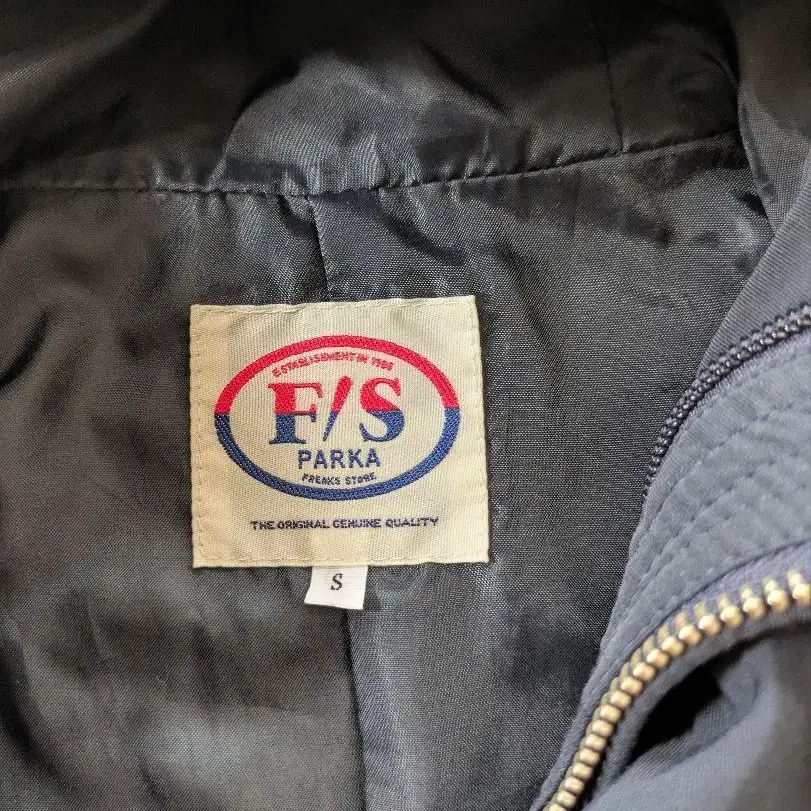 ESTABLISHMENT IN 1986
F/S
PARKA
FREAKS STORE
THE ORIGINAL GENUINE QUALITY
S